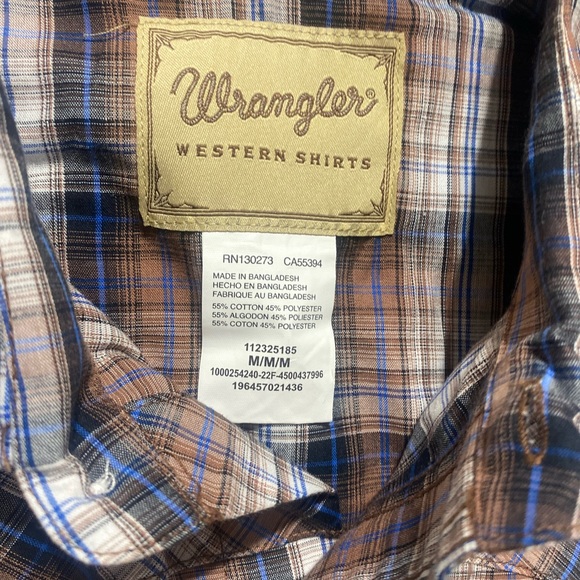 Wrangler®
WESTERN SHIRTS
RN130273 CA55394
MADE IN BANGLADESH
HECHO EN BANGLADESH
FABRIQUE AU BANGLADESH
55% COTTON 45% POLYESTER
55% ALGODON 45% POLIESTER
55% COTON 45% POLYESTER
112325185
M/M/M
1000254240-22F-4500437996
196457021436